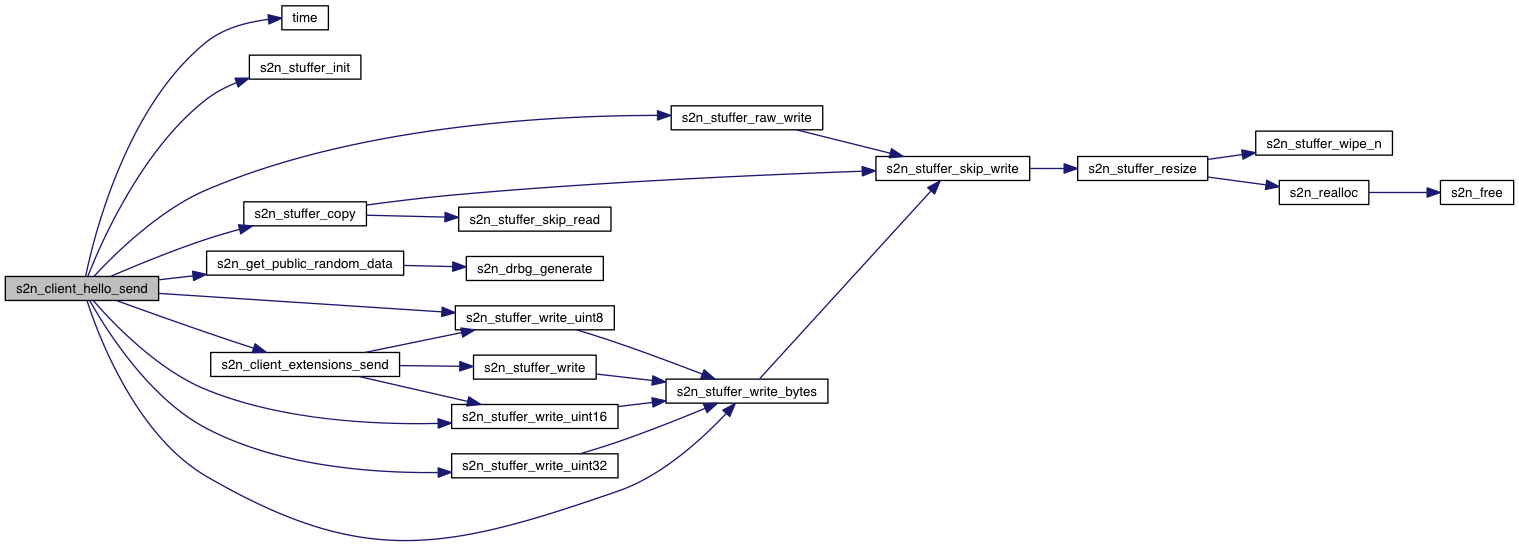 time
s2n_stuffer_init
s2n_stuffer_raw_write
s2n_stuffer_wipe_n
s2n_stuffer_skip_write
s2n_stuffer_resize
s2n_realloc
s2n_free
s2n_stuffer_copy
s2n_stuffer_skip_read
s2n_get_public_random_data
s2n_drbg_generate
s2n_client_hello_send
s2n_stuffer_write_uint8
s2n_client_extensions_send
s2n_stuffer_write
s2n_stuffer_write_bytes
s2n_stuffer_write_uint16
s2n_stuffer_write_uint32